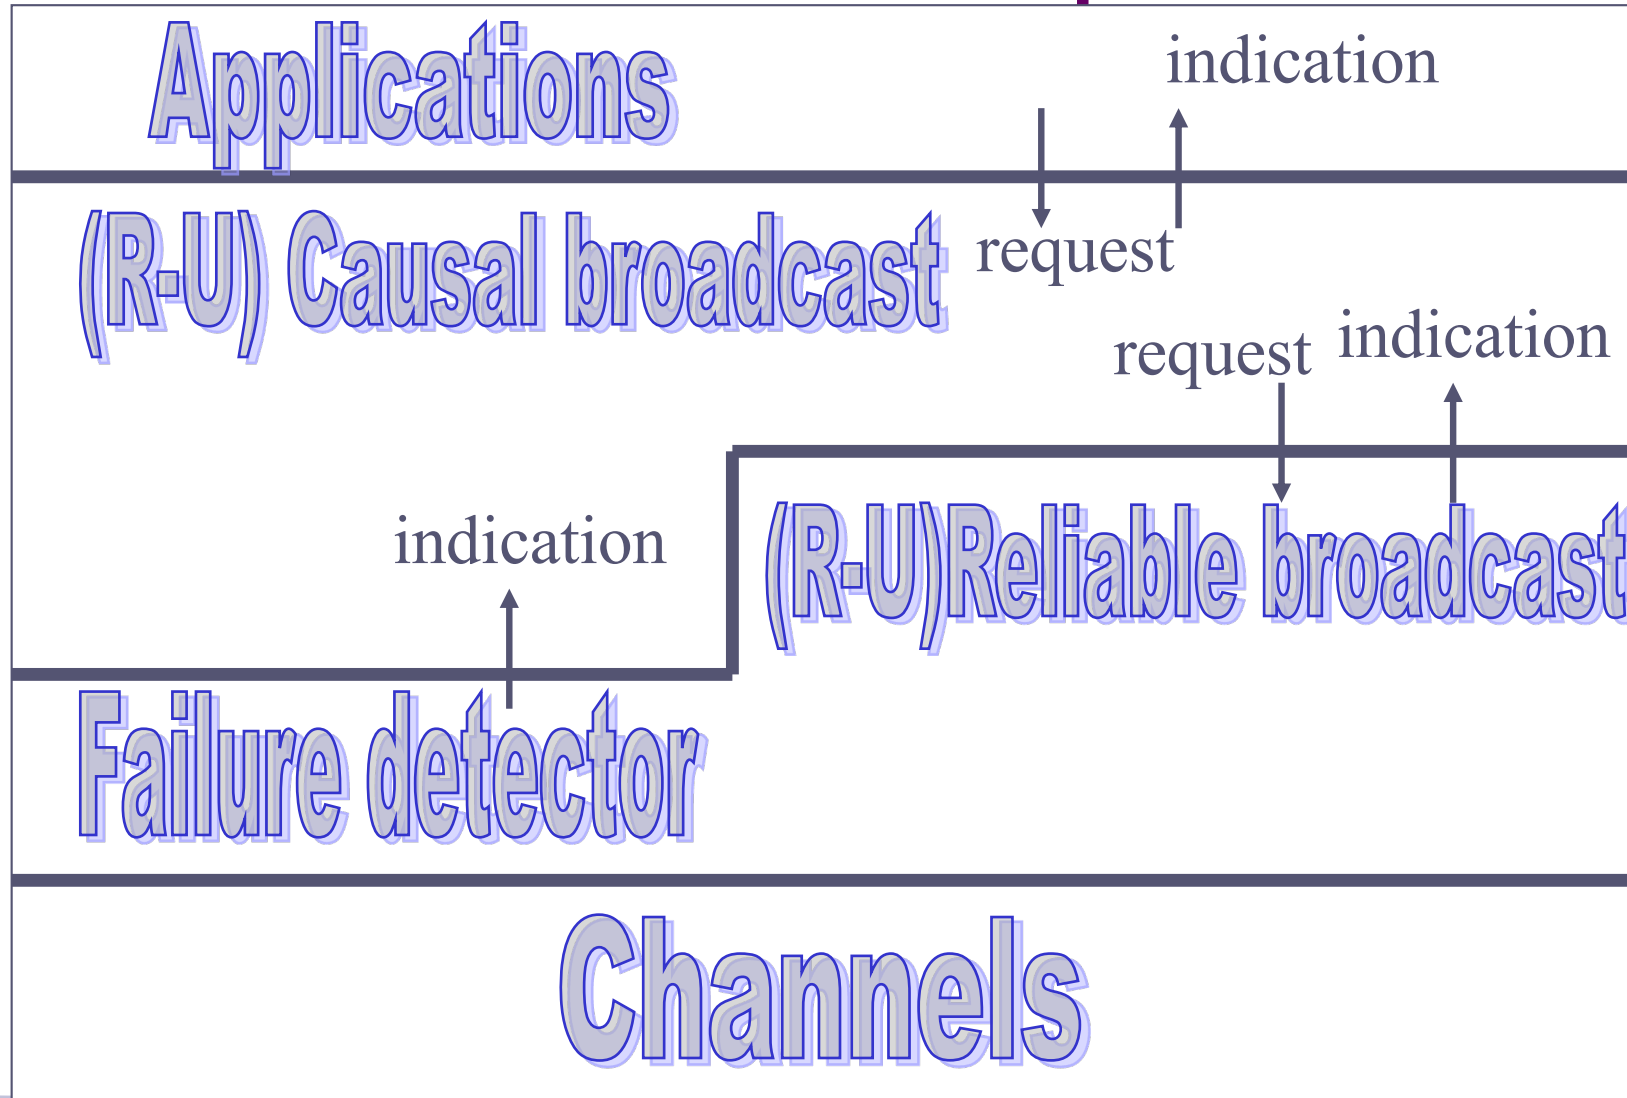 Applications
indication
(R-U) Causal broadcast
request
request
indication
indication
(R-U)Reliable broadcast
Failure detector
Channels